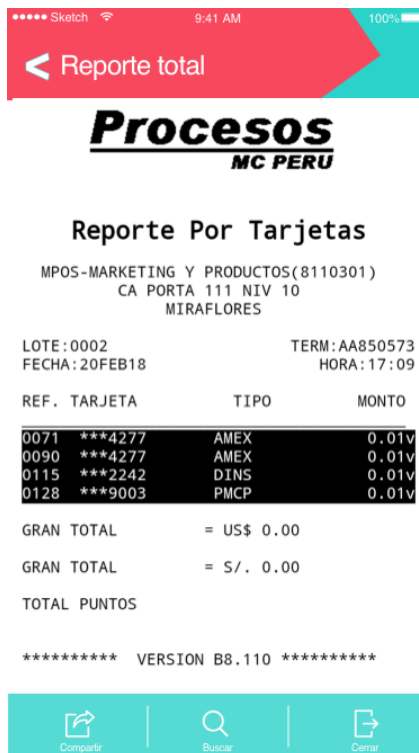 Sketch 9:41 AM 100%
< Reporte total
Procesos
MC PERU
Reporte Por Tarjetas
MPOS-MARKETING Y PRODUCTOS(8110301)
CA PORTA 111 NIV 10
MIRAFLORES
LOTE:0002 TERM:AA850573
FECHA:20FEB18 HORA:17:09
REF. TARJETA TIPO MONTO
0071 ***4277 AMEX 0.01v
0090 ***4277 AMEX 0.01v
0115 ***2242 DINS 0.01v
0128 ***9003 PMCP 0.01v
GRAN TOTAL = US$ 0.00
GRAN TOTAL = S/. 0.00
TOTAL PUNTOS
********** VERSION B8.110 **********
Compartir Buscar Cerrar